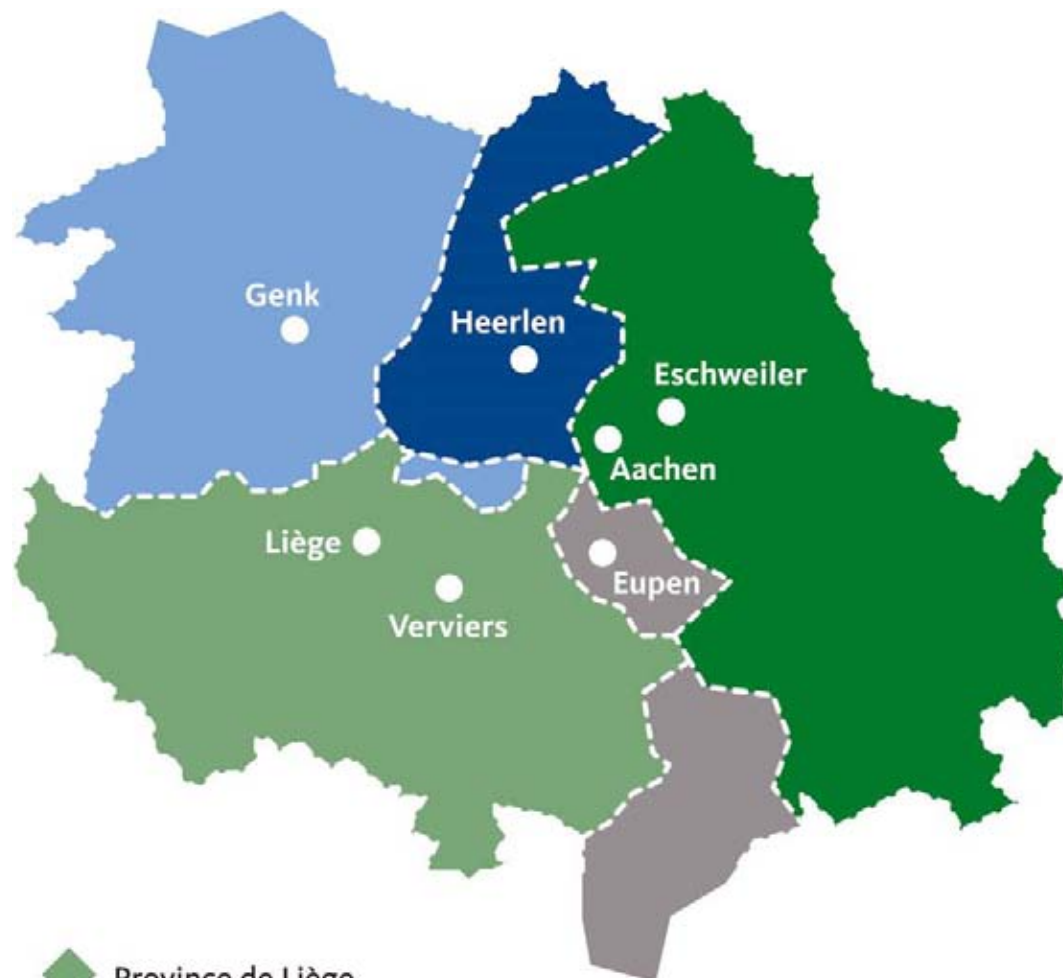 Genk
Heerlen
Eschweiler
Aachen
Liège
Eupen
Verviers
Province de Liège